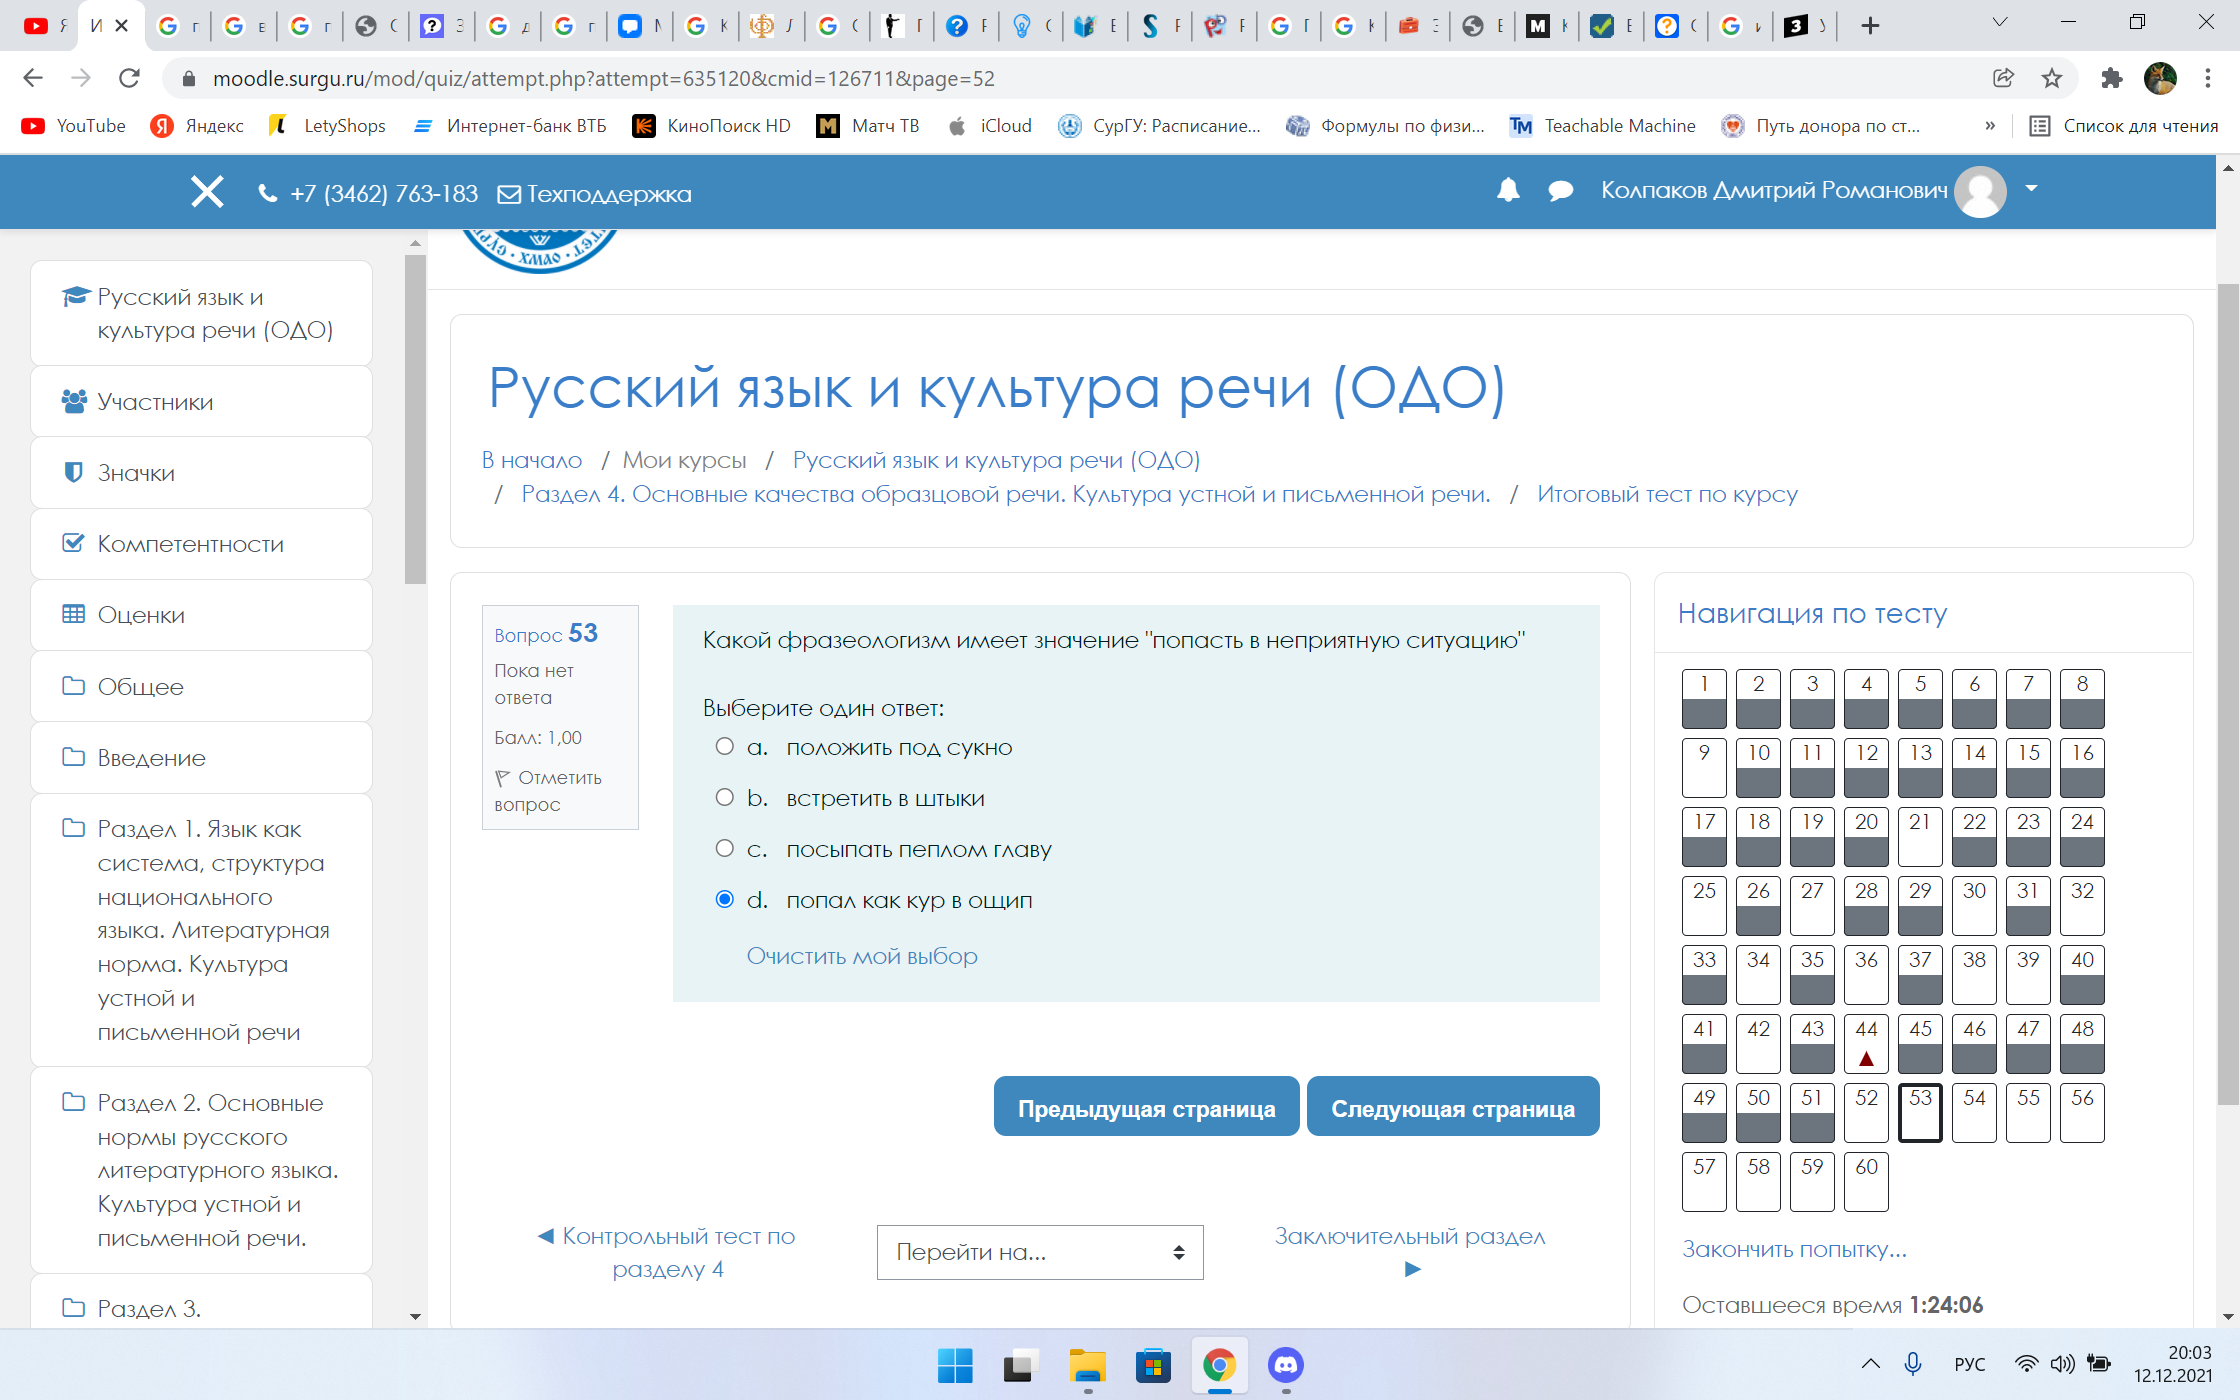 moodle.surgu.ru/mod/quiz/attempt.php?attempt=635120&cmid=126711&page=52
YouTube Яндекс LetyShops Интернет-банк ВТБ КиноПоиск HD Матч ТВ iCloud СурГУ: Расписание... Формулы по физи... Teachable Machine Путь донора по ст... » Список для чтения
+7 (3462) 763-183 Техподдержка Колпаков Дмитрий Романович
Русский язык и
культура речи (ОДО)
Участники
Значки
Компетентности
Оценки
Общее
Введение
Раздел 1. Язык как
система, структура
национального
языка. Литературная
норма. Культура
устной и
письменной речи
Раздел 2. Основные
нормы русского
литературного языка.
Культура устной и
письменной речи.
Раздел 3.
Русский язык и культура речи (ОДО)
В начало / Мои курсы / Русский язык и культура речи (ОДО)
/ Раздел 4. Основные качества образцовой речи. Культура устной и письменной речи. / Итоговый тест по курсу
Вопрос 53
Пока нет
ответа
Балл: 1,00
Отметить
вопрос
Какой фразеологизм имеет значение "попасть в неприятную ситуацию"
Выберите один ответ:
a. положить под сукно
b. встретить в штыки
c. посыпать пеплом главу
d. попал как кур в ощип
Очистить мой выбор
Предыдущая страница Следующая страница
◄ Контрольный тест по
разделу 4
Перейти на...
Заключительный раздел
►
Навигация по тесту
1 2 3 4 5 6 7 8
9 10 11 12 13 14 15 16
17 18 19 20 21 22 23 24
25 26 27 28 29 30 31 32
33 34 35 36 37 38 39 40
41 42 43 44 45 46 47 48
49 50 51 52 53 54 55 56
57 58 59 60
Закончить попытку...
Оставшееся время 1:24:06
РУС
20:03
12.12.2021